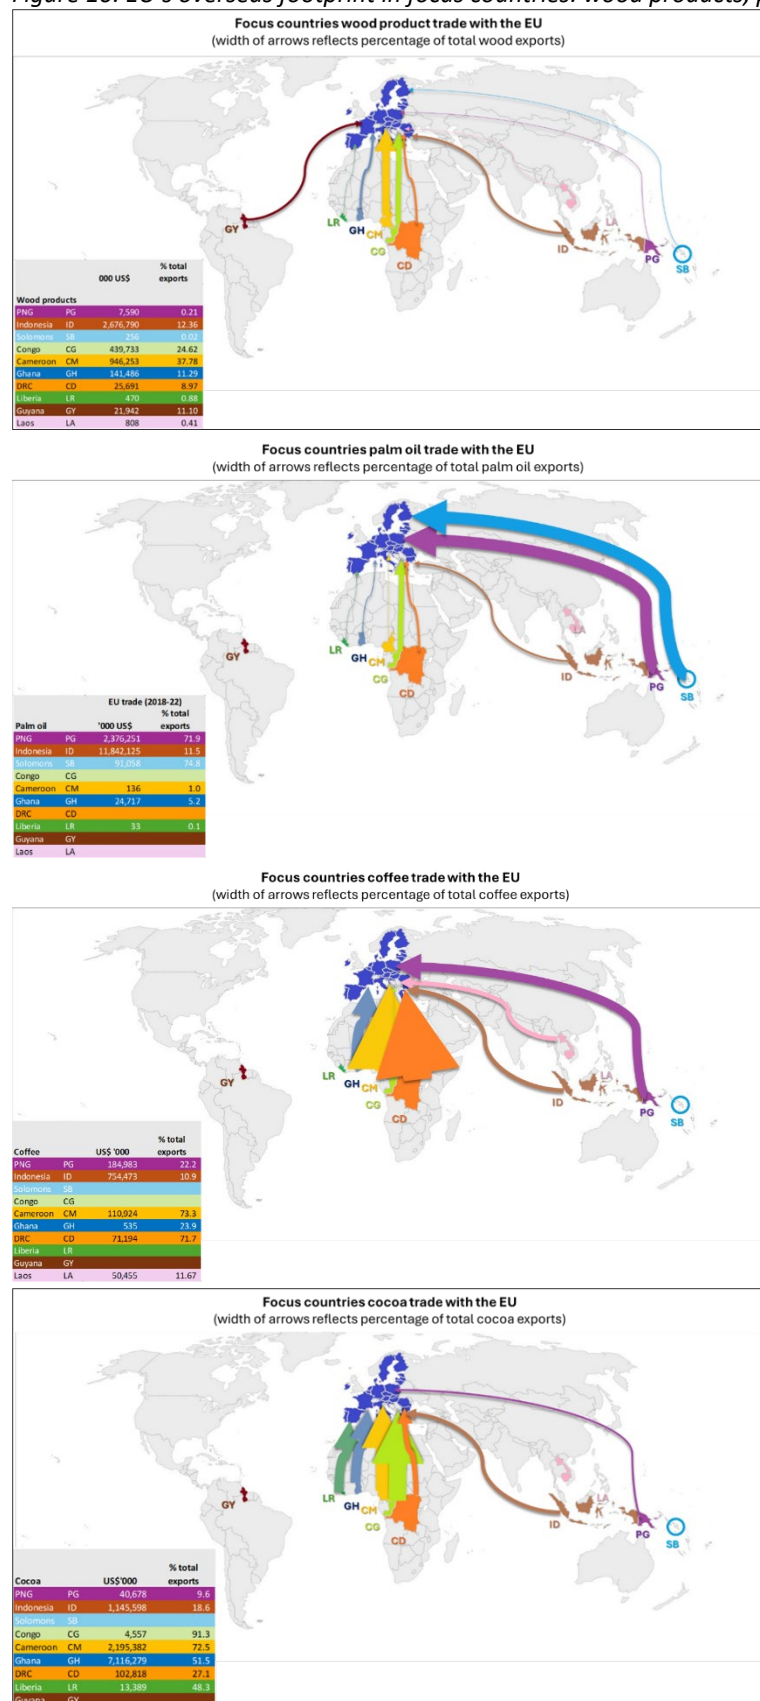 Figure 10: EU's overseas footprint in focus countries: wood products,
Focus countries wood product trade with the EU
(width of arrows reflects percentage of total wood exports)
GY
LR
GH
CM
CG
CD
ID
LA
PG
SB
% total
000 US$ exports
Wood products
PNG PG 7,590 0.21
Indonesia ID 2,676,790 12.36
Solomons SB 256 0.02
Congo CG 439,733 24.62
Cameroon CM 946,253 37.78
Ghana GH 141,486 11.29
DRC CD 25,691 8.97
Liberia LR 470 0.88
Guyana GY 21,942 11.10
Laos LA 808 0.41
Focus countries palm oil trade with the EU
(width of arrows reflects percentage of total palm oil exports)
GY
LR
GH
CM
CG
CD
ID
LA
PG
SB
EU trade (2018-22)
% total
Palm oil '000 US$ exports
PNG PG 2,376,251 71.9
Indonesia ID 11,842,125 11.5
Solomons SB 91,058 74.8
Congo CG
Cameroon CM 136 1.0
Ghana GH 24,717 5.2
DRC CD
Liberia LR 33 0.1
Guyana GY
Laos LA
Focus countries coffee trade with the EU
(width of arrows reflects percentage of total coffee exports)
GY
LR
GH
CM
CG
CD
ID
LA
PG
SB
% total
Coffee US$ '000 exports
PNG PG 184,983 22.2
Indonesia ID 754,473 10.9
Solomons SB
Congo CG
Cameroon CM 110,924 73.3
Ghana GH 535 23.9
DRC CD 71,194 71.7
Liberia LR
Guyana GY
Laos LA 50,455 11.67
Focus countries cocoa trade with the EU
(width of arrows reflects percentage of total cocoa exports)
GY
LR
GH
CM
CG
CD
ID
LA
PG
SB
% total
Cocoa US$'000 exports
PNG PG 40,678 9.6
Indonesia ID 1,145,598 18.6
Solomons SB
Congo CG 4,557 91.3
Cameroon CM 2,195,382 72.5
Ghana GH 7,116,279 51.5
DRC CD 102,818 27.1
Liberia LR 13,389 48.3
Guyana GY